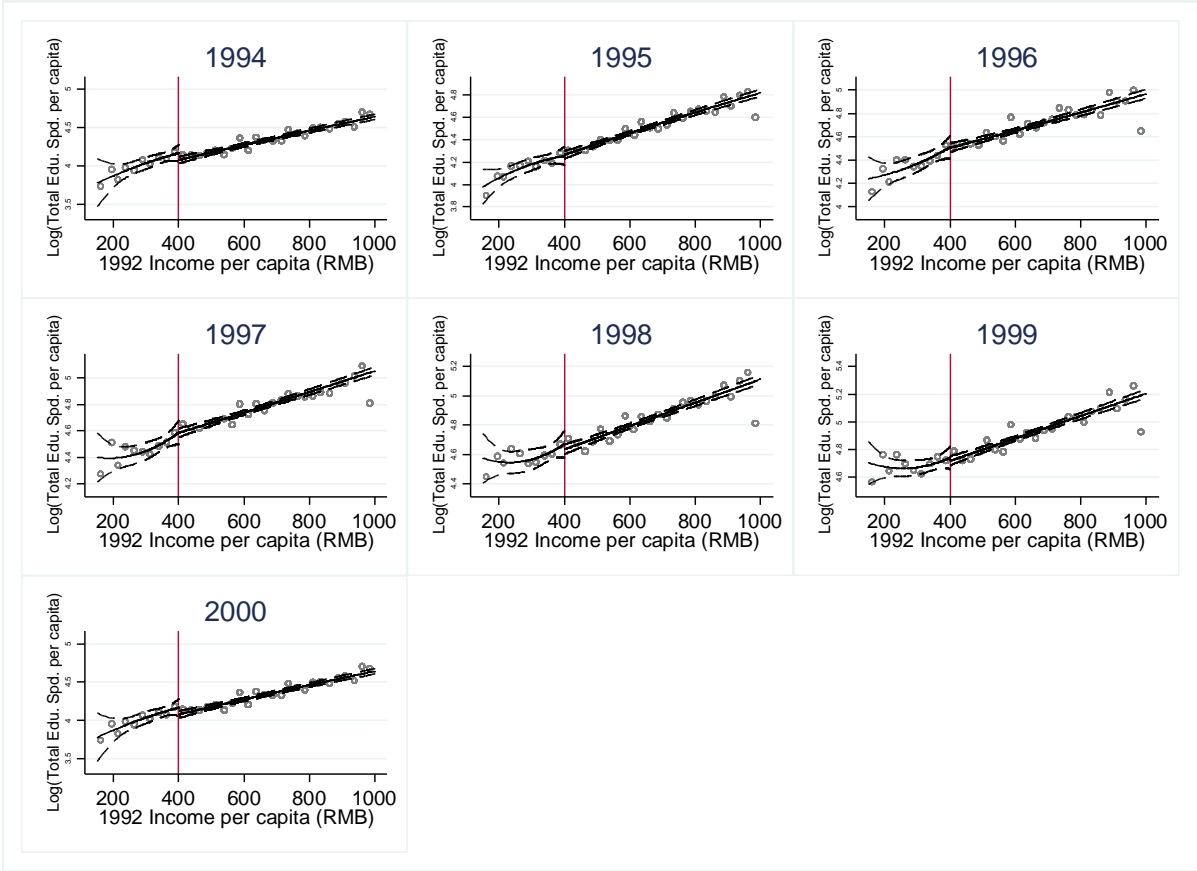 1994
Log(Total Edu. Spd. per capita)
5
4.5
4
3.5
200 400 600 800 1000
1992 Income per capita (RMB)
1995
Log(Total Edu. Spd. per capita)
4.8
4.6
4.4
4.2
4
3.8
200 400 600 800 1000
1992 Income per capita (RMB)
1996
Log(Total Edu. Spd. per capita)
5
4.8
4.6
4.4
4.2
4
200 400 600 800 1000
1992 Income per capita (RMB)
1997
Log(Total Edu. Spd. per capita)
5
4.8
4.6
4.4
4.2
200 400 600 800 1000
1992 Income per capita (RMB)
1998
Log(Total Edu. Spd. per capita)
5.2
5
4.8
4.6
4.4
200 400 600 800 1000
1992 Income per capita (RMB)
1999
Log(Total Edu. Spd. per capita)
5.4
5.2
5
4.8
4.6
200 400 600 800 1000
1992 Income per capita (RMB)
2000
Log(Total Edu. Spd. per capita)
5
4.5
4
3.5
200 400 600 800 1000
1992 Income per capita (RMB)